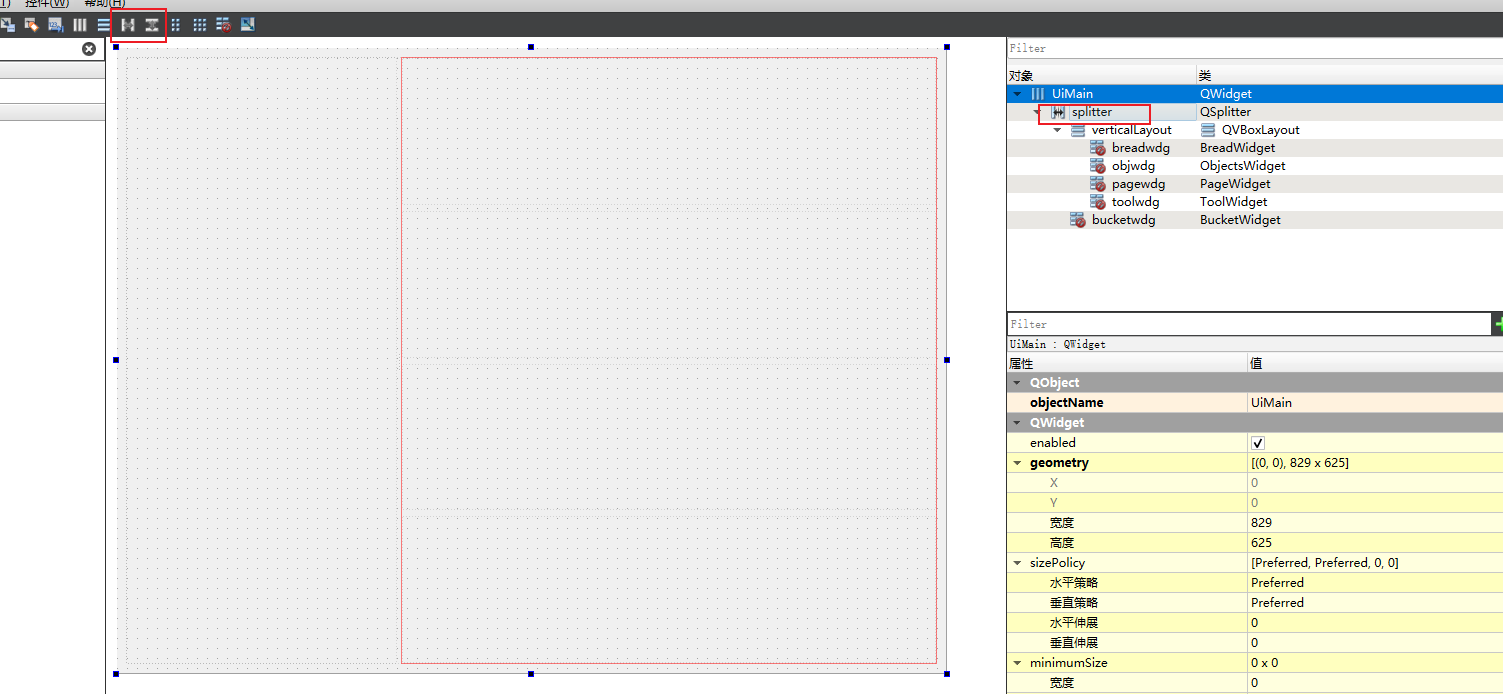 控件(W) 帮助(H)
Filter
对象 类
UiMain QWidget
splitter QSplitter
verticalLayout QVBoxLayout
breadwdg BreadWidget
objwdg ObjectsWidget
pagewdg PageWidget
toolwdg ToolWidget
bucketwdg BucketWidget
Filter
UiMain : QWidget
属性 值
QObject
objectName UiMain
QWidget
enabled
geometry [(0, 0), 829 x 625]
X 0
Y 0
宽度 829
高度 625
sizePolicy [Preferred, Preferred, 0, 0]
水平策略 Preferred
垂直策略 Preferred
水平伸展 0
垂直伸展 0
minimumSize 0 x 0
宽度 0